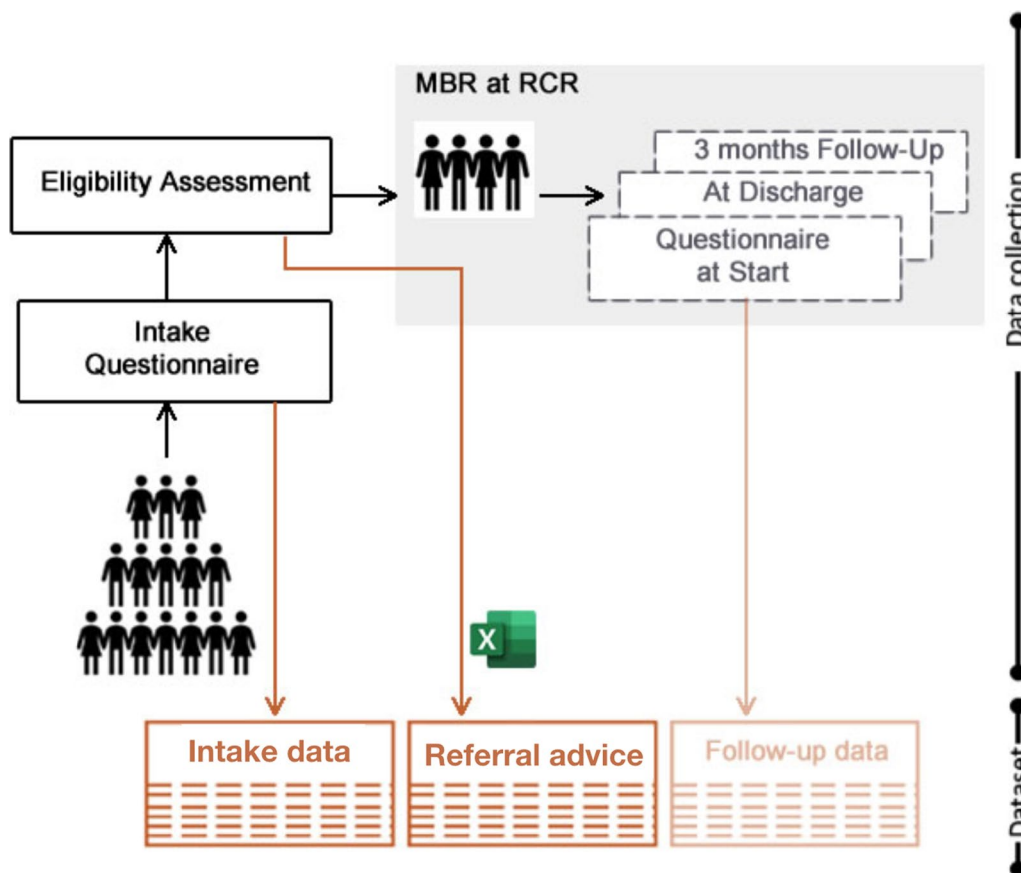 MBR at RCR
Eligibility Assessment
3 months Follow-Up
At Discharge
Questionnaire
at Start
Intake
Questionnaire
Data collection
X
Intake data
Referral advice
Follow-up data
Dataset